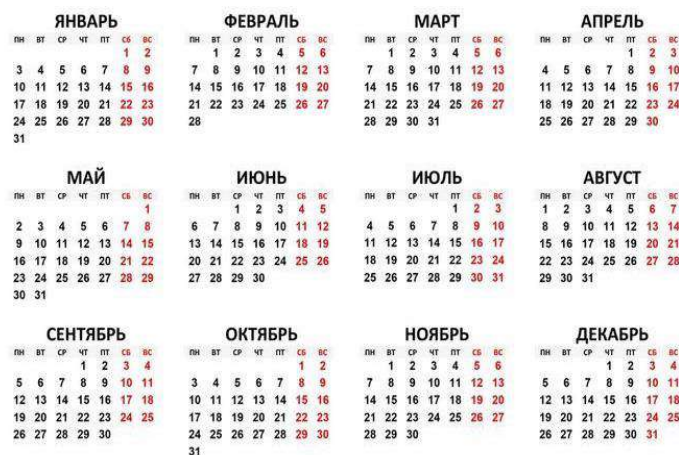 ЯНВАРЬ ФЕВРАЛЬ МАРТ АПРЕЛЬ
ПН ВТ СР ЧТ ПТ СБ ВС ПН ВТ СР ЧТ ПТ СБ ВС ПН ВТ СР ЧТ ПТ СБ ВС ПН ВТ СР ЧТ ПТ СБ ВС
1 2 1 2 3 4 5 6 1 2 3 4 5 6 1 2 3
3 4 5 6 7 8 9 7 8 9 10 11 12 13 7 8 9 10 11 12 13 4 5 6 7 8 9 10
10 11 12 13 14 15 16 14 15 16 17 18 19 20 14 15 16 17 18 19 20 11 12 13 14 15 16 17
17 18 19 20 21 22 23 21 22 23 24 25 26 27 21 22 23 24 25 26 27 18 19 20 21 22 23 24
24 25 26 27 28 29 30 28 28 29 30 31 25 26 27 28 29 30
31
МАЙ ИЮНЬ ИЮЛЬ АВГУСТ
ПН ВТ СР ЧТ ПТ СБ ВС ПН ВТ СР ЧТ ПТ СБ ВС ПН ВТ СР ЧТ ПТ СБ ВС ПН ВТ СР ЧТ ПТ СБ ВС
1 1 2 3 4 5 1 2 3 1 2 3 4 5 6 7
2 3 4 5 6 7 8 6 7 8 9 10 11 12 4 5 6 7 8 9 10 8 9 10 11 12 13 14
9 10 11 12 13 14 15 13 14 15 16 17 18 19 11 12 13 14 15 16 17 15 16 17 18 19 20 21
16 17 18 19 20 21 22 20 21 22 23 24 25 26 18 19 20 21 22 23 24 22 23 24 25 26 27 28
23 24 25 26 27 28 29 27 28 29 30 25 26 27 28 29 30 31 29 30 31
30 31
СЕНТЯБРЬ ОКТЯБРЬ НОЯБРЬ ДЕКАБРЬ
ПН ВТ СР ЧТ ПТ СБ ВС ПН ВТ СР ЧТ ПТ СБ ВС ПН ВТ СР ЧТ ПТ СБ ВС ПН ВТ СР ЧТ ПТ СБ ВС
1 2 3 4 1 2 1 2 3 4 5 6 1 2 3 4
5 6 7 8 9 10 11 3 4 5 6 7 8 9 7 8 9 10 11 12 13 5 6 7 8 9 10 11
12 13 14 15 16 17 18 10 11 12 13 14 15 16 14 15 16 17 18 19 20 12 13 14 15 16 17 18
19 20 21 22 23 24 25 17 18 19 20 21 22 23 21 22 23 24 25 26 27 19 20 21 22 23 24 25
26 27 28 29 30 24 25 26 27 28 29 30 28 29 30 26 27 28 29 30 31
31